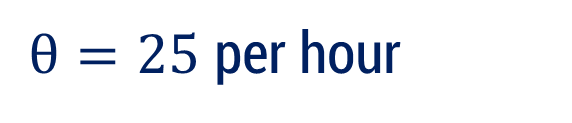 θ = 25 per hour